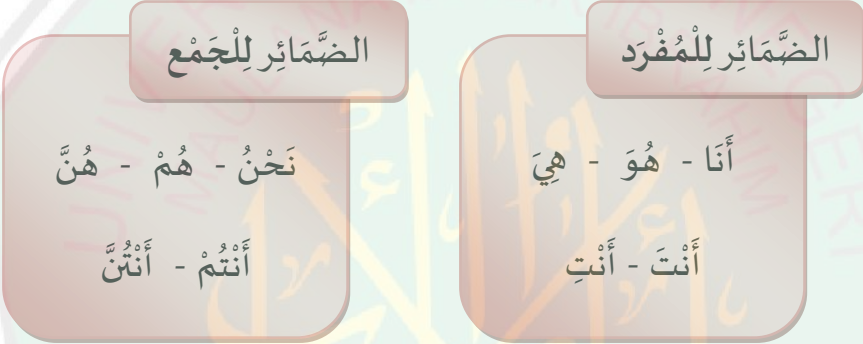 الضَّمَائِر لِلْمُفْرَد
أَنَا - هُوَ - هِيَ
أَنْتَ - أَنْتِ
الضَّمَائِر لِلْجَمْع
نَحْنُ - هُمْ - هُنَّ
أَنْتُمْ - أَنْتُنَّ